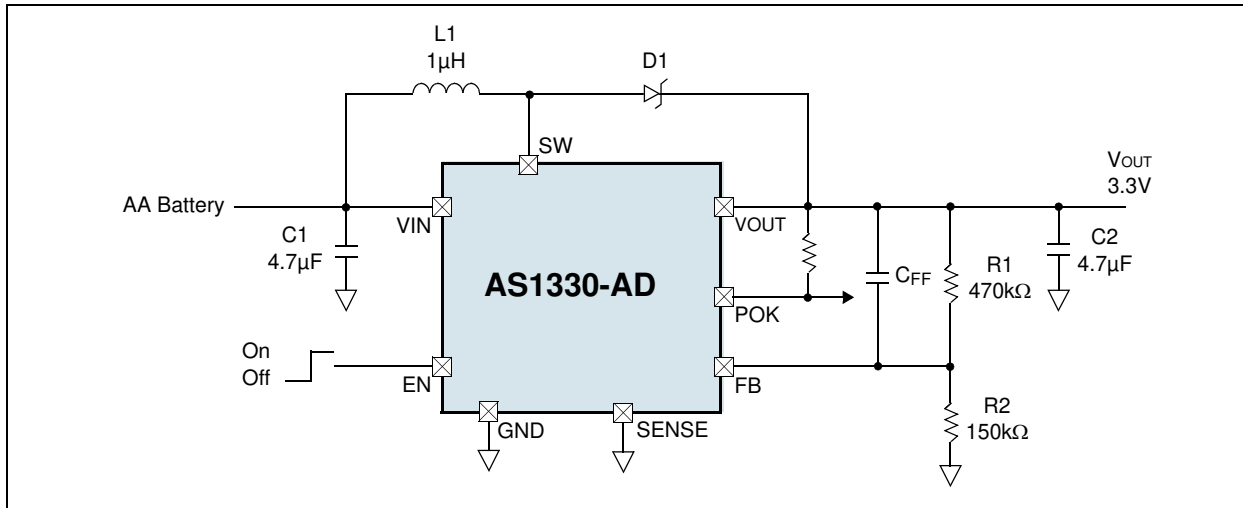 L1
1µH
D1
SW
VOUT
3.3V
AA Battery
VIN
VOUT
C1
4.7µF
C2
4.7µF
AS1330-AD
CFF
R1
470kΩ
POK
On
Off
EN
FB
R2
150kΩ
GND
SENSE